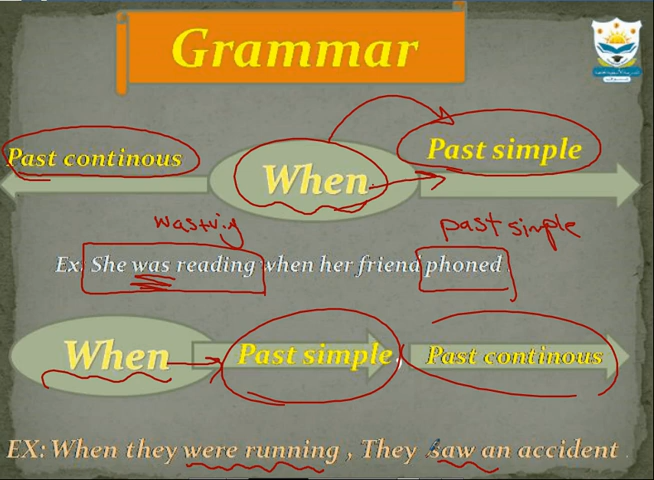 Grammar
Past continous When Past simple
was+vig past simple
Ex: She was reading when her friend phoned
When Past simple, Past continous
EX: When they were running , They saw an accident .